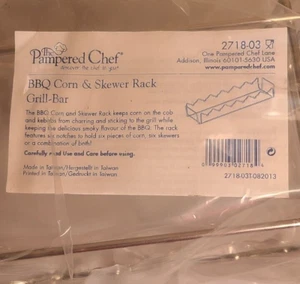 The
Pampered Chef®
2718-03
One Pampered Chef Lane
Addison, Illinois 60101-5630 USA
www.pamperedchef.com
BBQ Corn & Skewer Rack
Grill-Bar
The BBQ Corn and Skewer Rack keeps corn on the cob
and kebobs from charring and sticking to the grill while
keeping the delicious smoky flavour of the BBQ. The rack
features six notches to hold six pieces of corn, six skewers
or a combination of both!
Carefully read Use and Care before using.
Made in Taiwan/Hergestellt in Taiwan
Printed in Taiwan/Gedruckt in Taiwan
2718-03T-082013